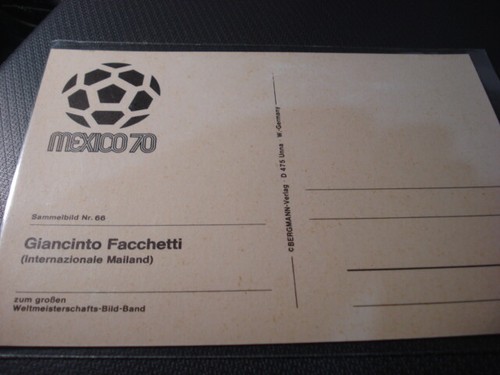 MEXICO 70
Sammelbild Nr. 66
Giancinto Facchetti
(Internazionale Mailand)
zum großen
Weltmeisterschafts-Bild-Band
© BERGMANN-Verlag D 475 Unna W.-Germany